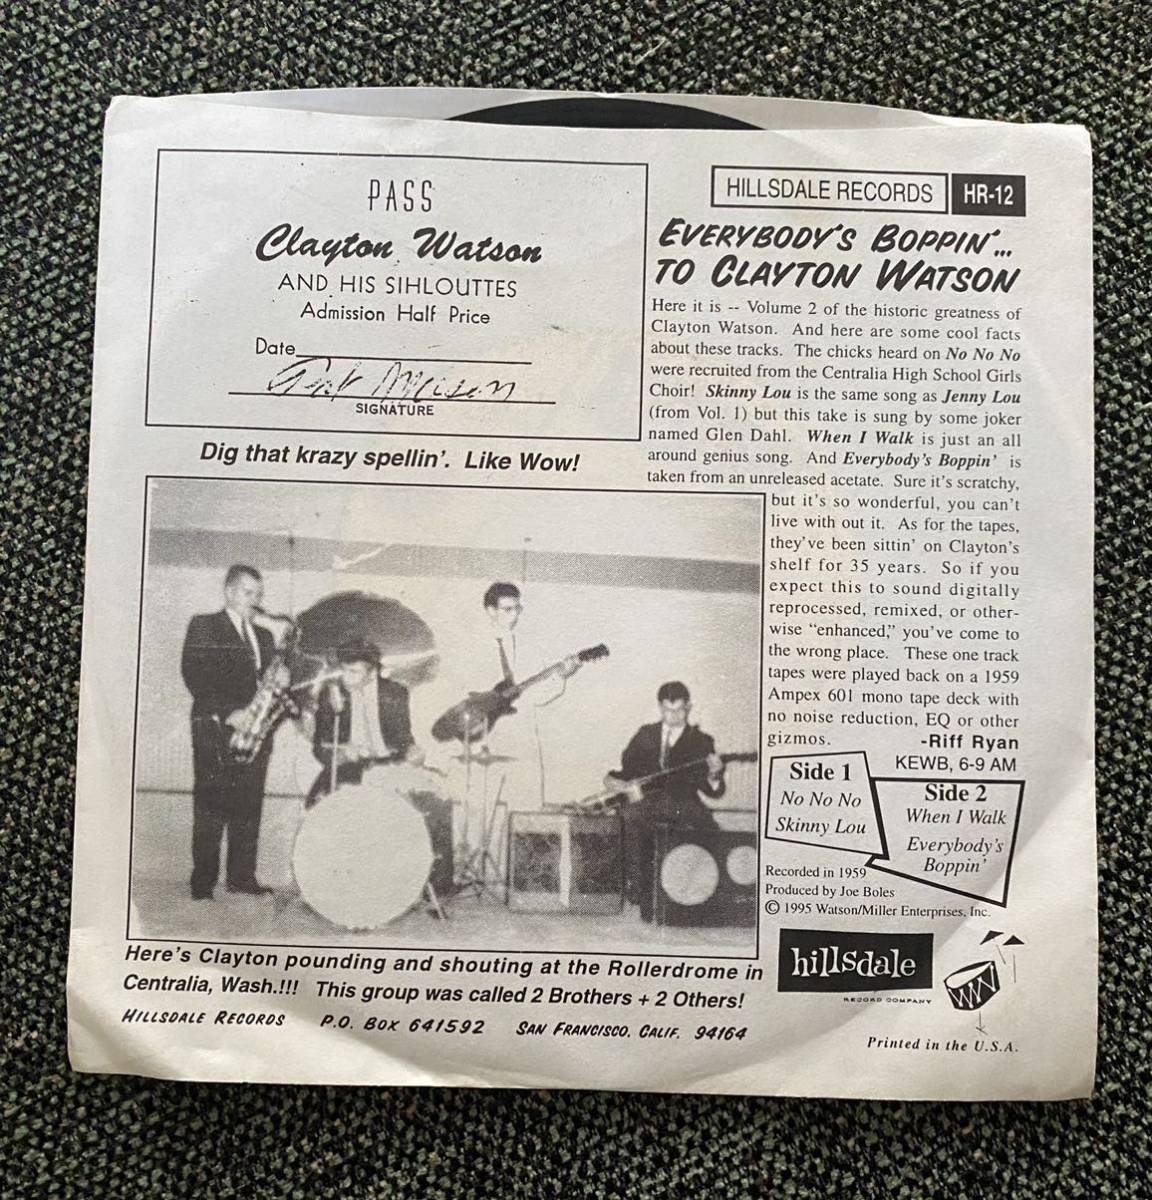 PASS
Clayton Watson
AND HIS SIHLOUTTES
Admission Half Price
Date
SIGNATURE
Dig that krazy spellin'. Like Wow!
HILLSDALE RECORDS HR-12
EVERYBODY'S BOPPIN'...
TO CLAYTON WATSON
Here it is -- Volume 2 of the historic greatness of
Clayton Watson. And here are some cool facts
about these tracks. The chicks heard on No No No
were recruited from the Centralia High School Girls
Choir! Skinny Lou is the same song as Jenny Lou
(from Vol. 1) but this take is sung by some joker
named Glen Dahl. When I Walk is just an all
around genius song. And Everybody's Boppin' is
taken from an unreleased acetate. Sure it's scratchy,
but it's so wonderful, you can't
live with out it. As for the tapes,
they've been sittin' on Clayton's
shelf for 35 years. So if you
expect this to sound digitally
reprocessed, remixed, or other-
wise "enhanced," you've come to
the wrong place. These one track
tapes were played back on a 1959
Ampex 601 mono tape deck with
no noise reduction, EQ or other
gizmos. -Riff Ryan
KEWB, 6-9 AM
Side 1
No No No
Skinny Lou
Side 2
When I Walk
Everybody's
Boppin'
Recorded in 1959
Produced by Joe Boles
© 1995 Watson/Miller Enterprises, Inc.
Here's Clayton pounding and shouting at the Rollerdrome in
Centralia, Wash.!!! This group was called 2 Brothers + 2 Others!
HILLSDALE RECORDS P.O. BOX 641592 SAN FRANCISCO, CALIF. 94164
hillsdale
RECORD COMPANY
Printed in the U.S.A.